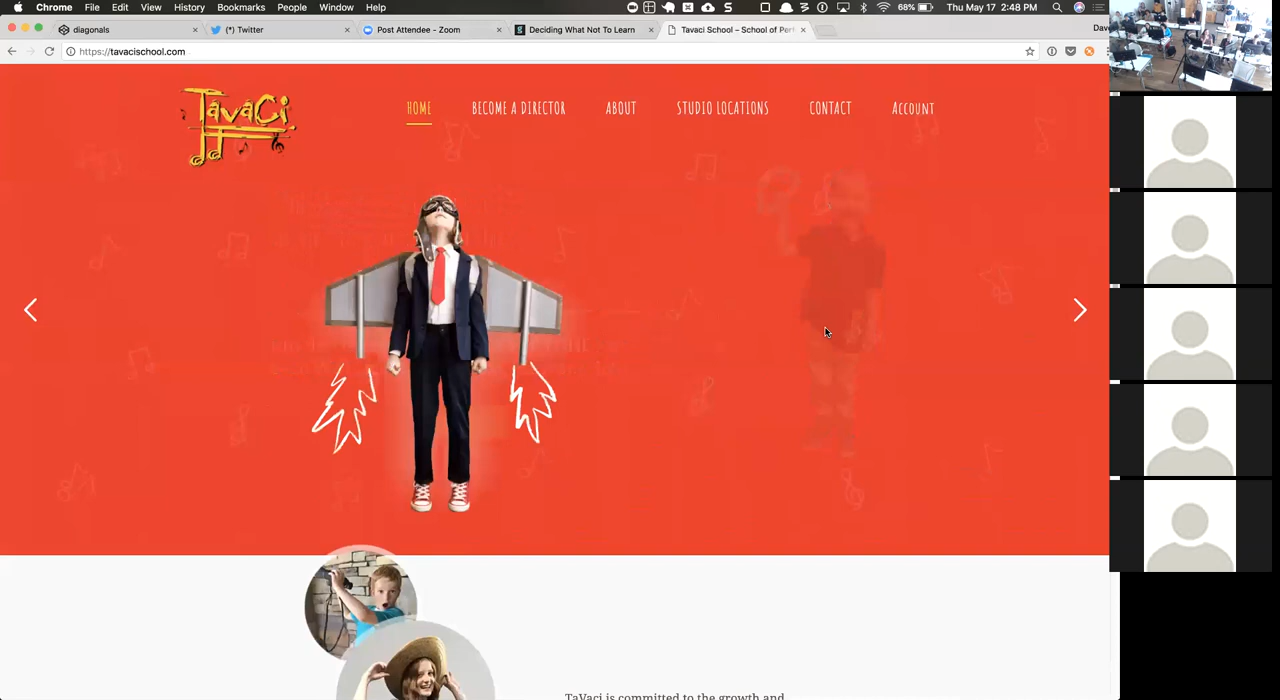 Chrome File Edit View History Bookmarks People Window Help 68% Thu May 17 2:48 PM
diagonals (*) Twitter Post Attendee - Zoom Deciding What Not To Learn Tavaci School – School of Per Dave
https://tavacischool.com
TavaCi HOME BECOME A DIRECTOR ABOUT STUDIO LOCATIONS CONTACT Account
TaVaci is committed to the growth and